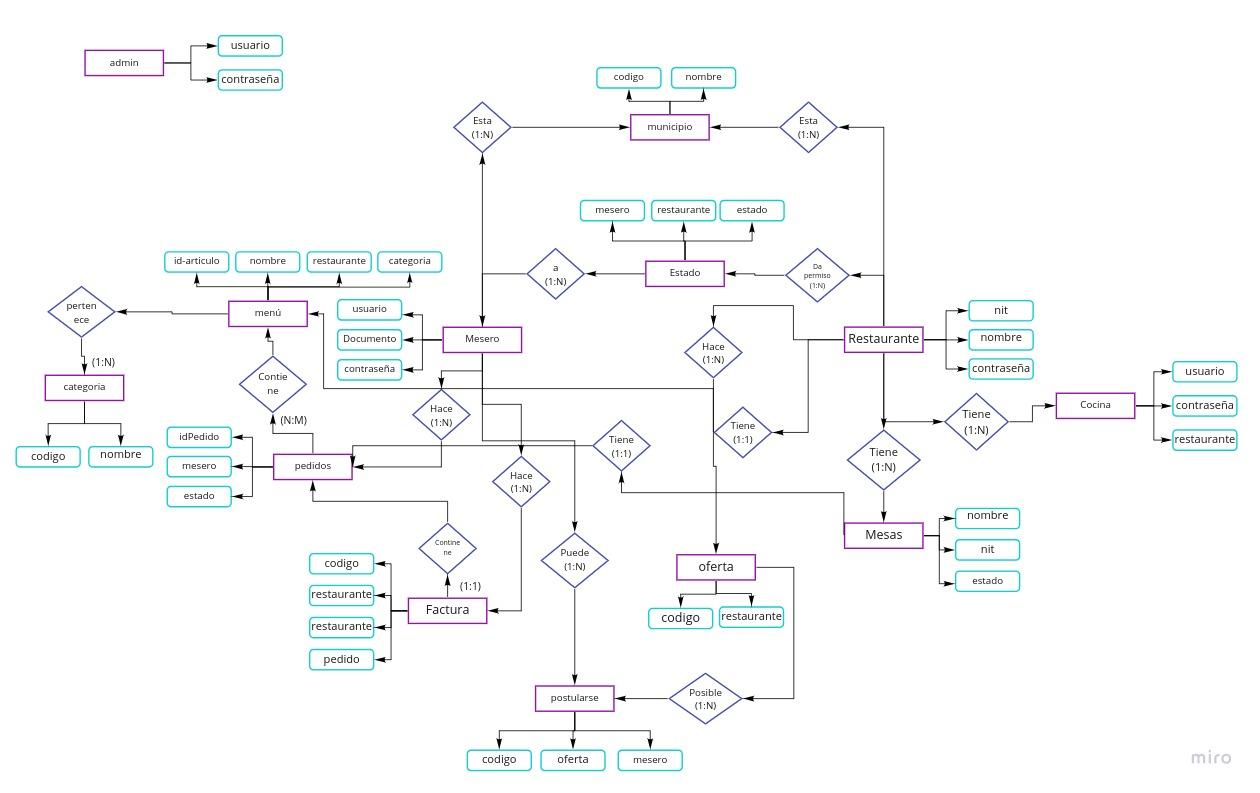 usuario
admin
contraseña
codigo
nombre
Esta
(1:N)
municipio
Esta
(1:N)
mesero
restaurante
estado
id-articulo
nombre
restaurante
categoria
a
(1:N)
Estado
Da
permiso
(1:N)
perten
ece
menú
usuario
Documento
contraseña
Mesero
Hace
(1:N)
Restaurante
nit
nombre
contraseña
(1:N)
categoria
Contie
ne
(N:M)
Hace
(1:N)
Tiene
(1:1)
Tiene
(1:N)
Cocina
usuario
contraseña
restaurante
codigo
nombre
idPedido
mesero
estado
pedidos
Hace
(1:N)
Tiene
(1:1)
Tiene
(1:N)
Contine
ne
(1:1)
Puede
(1:N)
Mesas
nombre
nit
estado
codigo
restaurante
restaurante
pedido
Factura
oferta
codigo
restaurante
postularse
Posible
(1:N)
codigo
oferta
mesero
miro